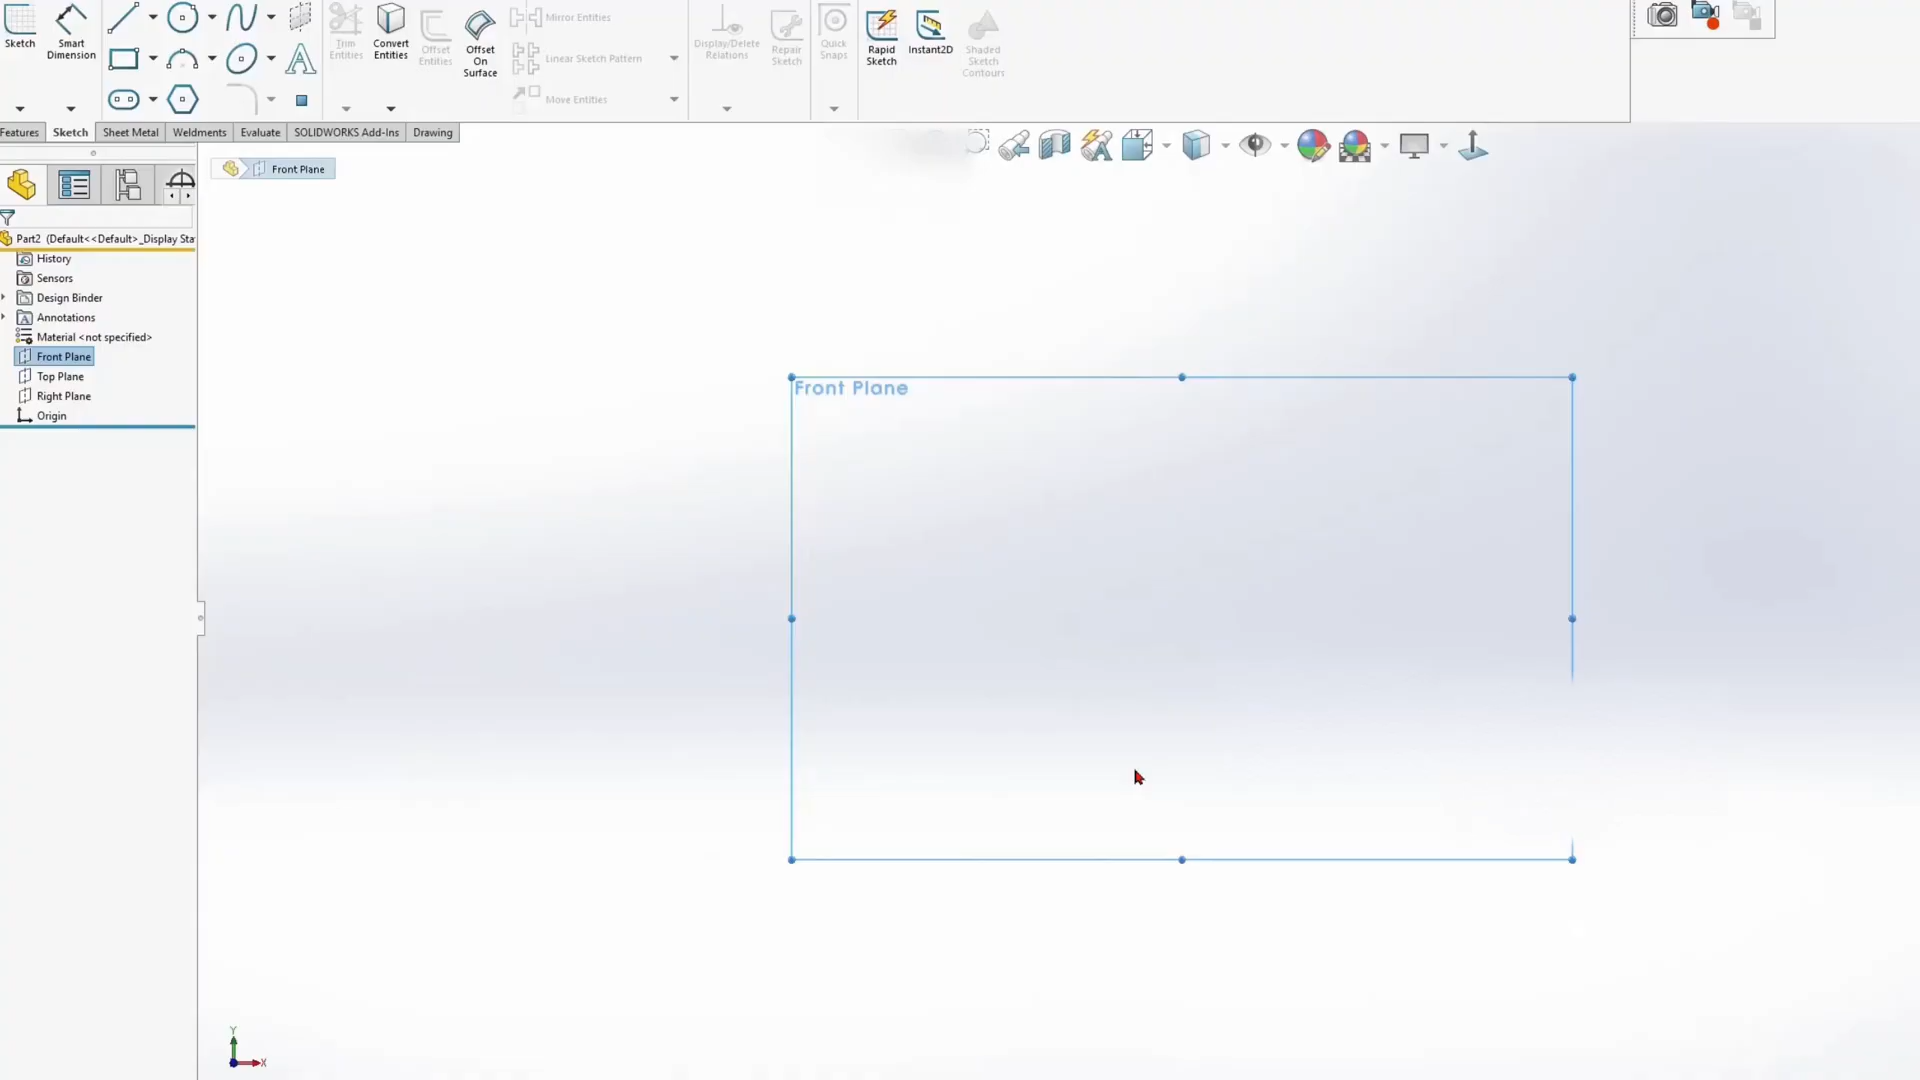 Sketch
Smart
Dimension
Trim
Entities
Convert
Entities
Offset
Entities
Offset
On
Surface
Mirror Entities
Linear Sketch Pattern
Move Entities
Display/Delete
Relations
Repair
Sketch
Quick
Snaps
Rapid
Sketch
Instant2D
Shaded
Sketch
Contours
Features
Sketch
Sheet Metal
Weldments
Evaluate
SOLIDWORKS Add-Ins
Drawing
Front Plane
Part2 (Default<<Default>_Display Sta
History
Sensors
Design Binder
Annotations
Material <not specified>
Front Plane
Top Plane
Right Plane
Origin
Front Plane
Y
X